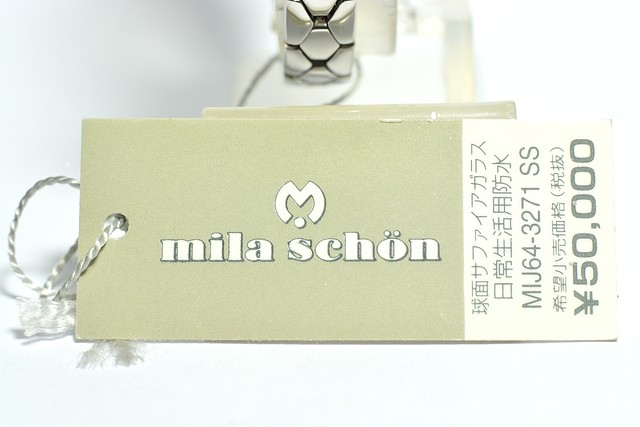 mila schön
球面サファイアガラス
日常生活用防水
MIJ64-3271 SS
希望小売価格(税抜)
¥50,000